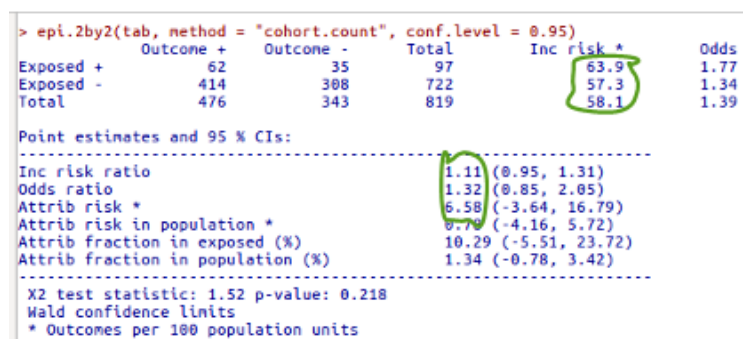 > epi.2by2(tab, method = "cohort.count", conf.level = 0.95)
Outcome + Outcome - Total Inc risk * Odds
Exposed + 62 35 97 63.9 1.77
Exposed - 414 308 722 57.3 1.34
Total 476 343 819 58.1 1.39
Point estimates and 95 % CIs:
-------------------------------------------------------------------
Inc risk ratio 1.11 (0.95, 1.31)
Odds ratio 1.32 (0.85, 2.05)
Attrib risk * 6.58 (-3.64, 16.79)
Attrib risk in population * 0.78 (-4.16, 5.72)
Attrib fraction in exposed (%) 10.29 (-5.51, 23.72)
Attrib fraction in population (%) 1.34 (-0.78, 3.42)
-------------------------------------------------------------------
X2 test statistic: 1.52 p-value: 0.218
Wald confidence limits
* Outcomes per 100 population units